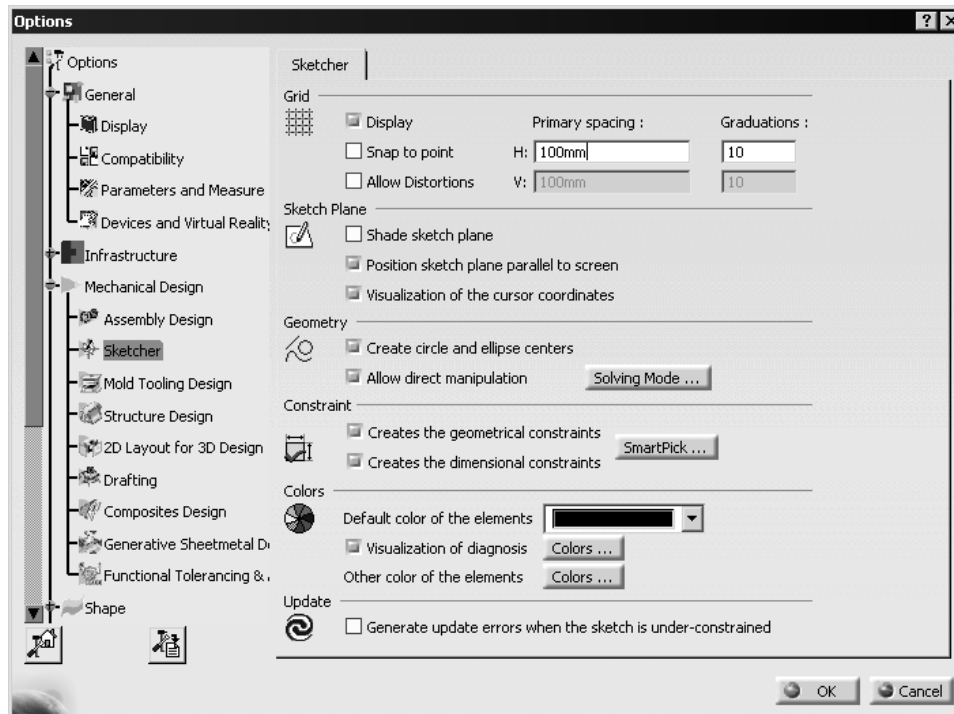 Options
Options
General
Display
Compatibility
Parameters and Measure
Devices and Virtual Reality
Infrastructure
Mechanical Design
Assembly Design
Sketcher
Mold Tooling Design
Structure Design
2D Layout for 3D Design
Drafting
Composites Design
Generative Sheetmetal D
Functional Tolerancing &
Shape
Sketcher
Grid
Display Primary spacing : Graduations :
Snap to point H: 100mm 10
Allow Distortions V: 100mm 10
Sketch Plane
Shade sketch plane
Position sketch plane parallel to screen
Visualization of the cursor coordinates
Geometry
Create circle and ellipse centers
Allow direct manipulation Solving Mode ...
Constraint
Creates the geometrical constraints
SmartPick ...
Creates the dimensional constraints
Colors
Default color of the elements
Visualization of diagnosis Colors ...
Other color of the elements Colors ...
Update
Generate update errors when the sketch is under-constrained
OK Cancel